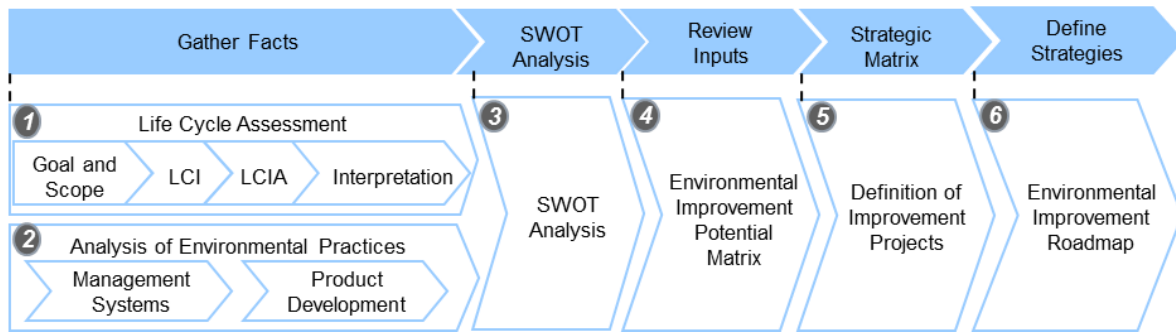 Gather Facts
SWOT
Analysis
Review
Inputs
Strategic
Matrix
Define
Strategies
1
Life Cycle Assessment
Goal and
Scope
LCI
LCIA
Interpretation
2
Analysis of Environmental Practices
Management
Systems
Product
Development
3
SWOT
Analysis
4
Environmental
Improvement
Potential
Matrix
5
Definition of
Improvement
Projects
6
Environmental
Improvement
Roadmap